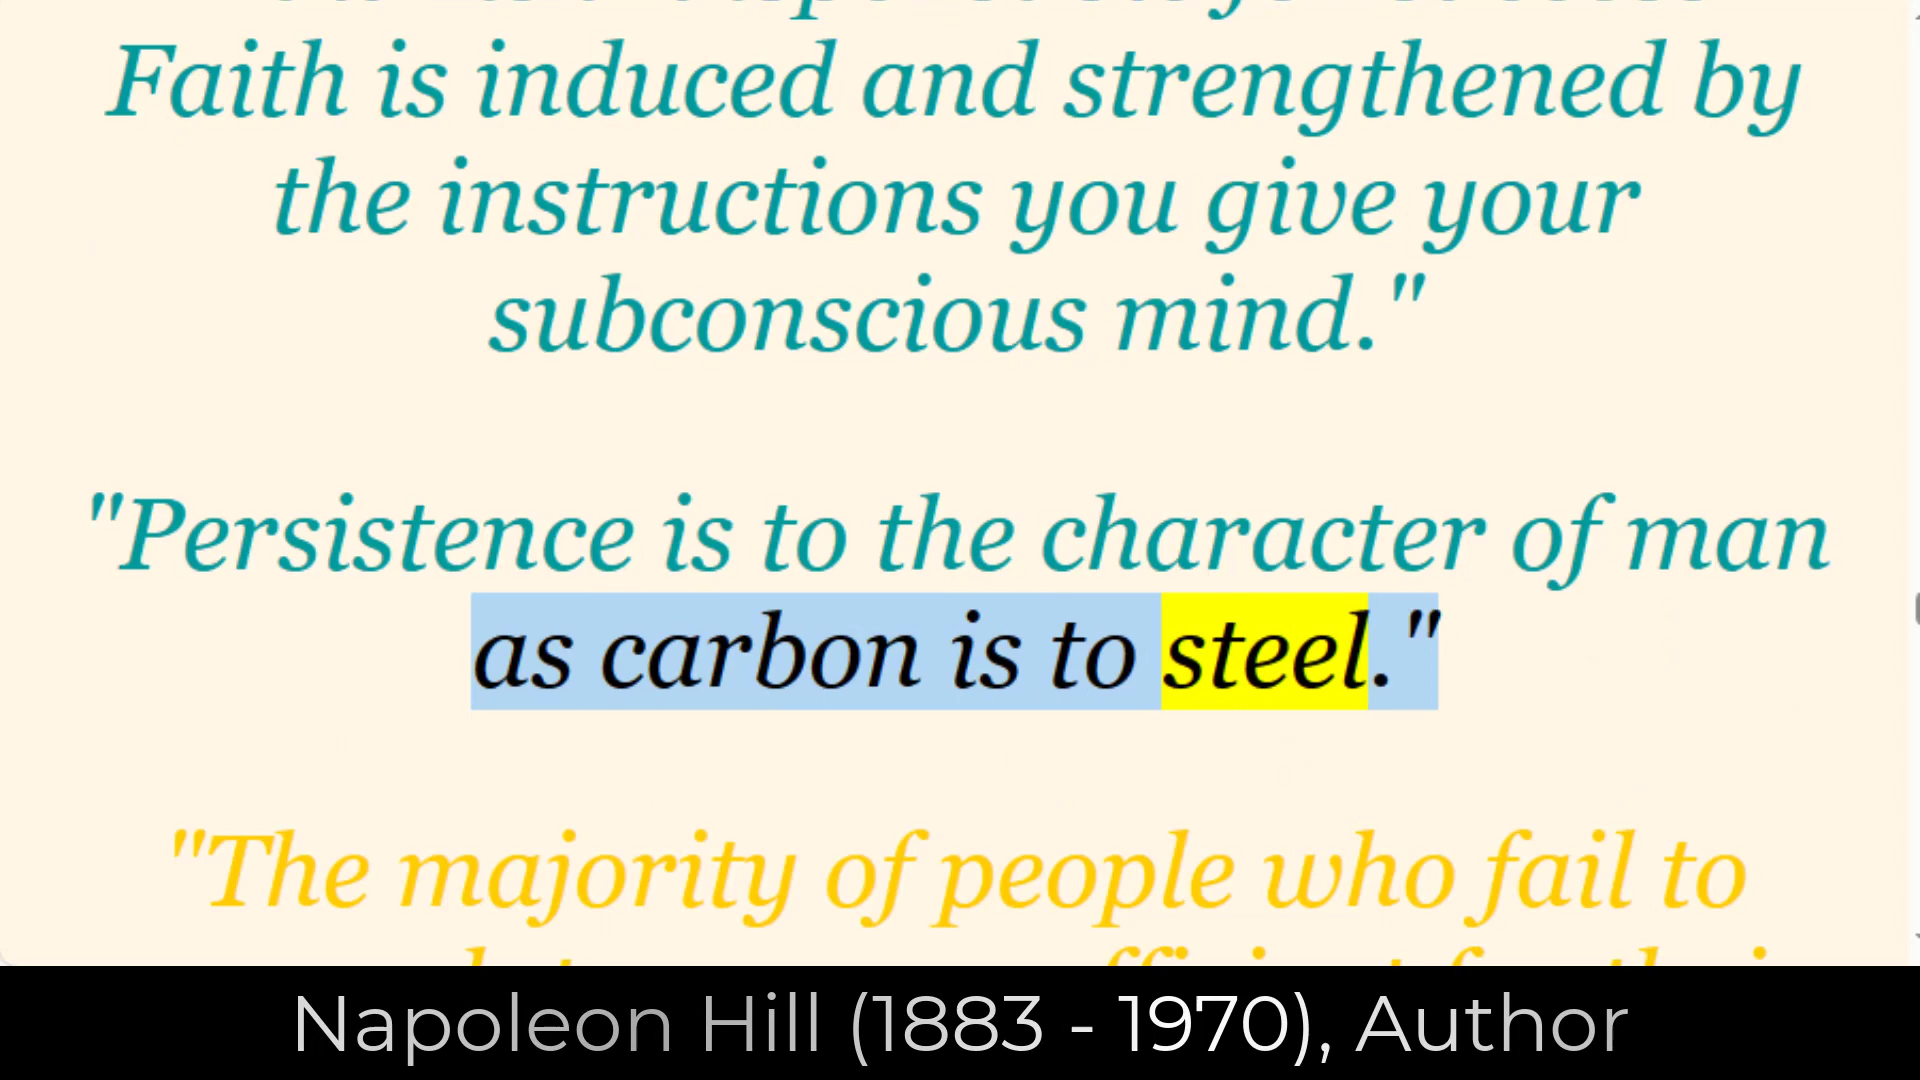 Faith is induced and strengthened by
the instructions you give your
subconscious mind."
"Persistence is to the character of man
as carbon is to steel."
"The majority of people who fail to
Napoleon Hill (1883 - 1970), Author